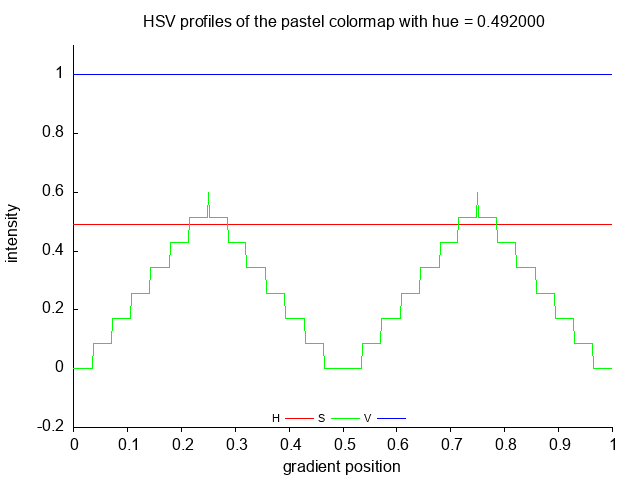 HSV profiles of the pastel colormap with hue = 0.492000
1
0.8
0.6
0.4
0.2
0
-0.2
intensity
H S V
0 0.1 0.2 0.3 0.4 0.5 0.6 0.7 0.8 0.9 1
gradient position